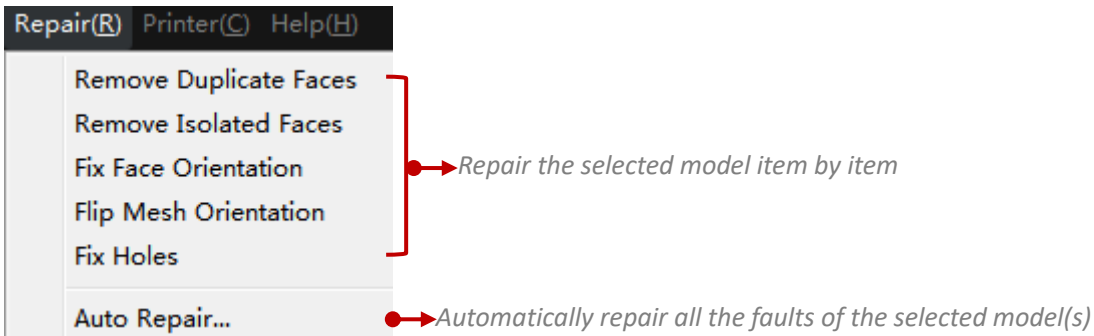 Repair(R) Printer(C) Help(H)
Remove Duplicate Faces
Remove Isolated Faces
Fix Face Orientation
Repair the selected model item by item
Flip Mesh Orientation
Fix Holes
Auto Repair...
Automatically repair all the faults of the selected model(s)